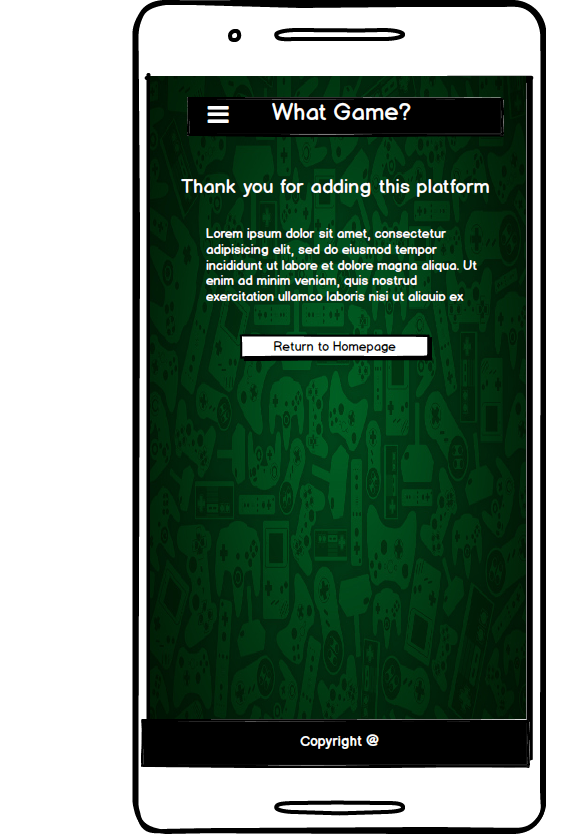 What Game?
Thank you for adding this platform
Lorem ipsum dolor sit amet, consectetur
adipisicing elit, sed do eiusmod tempor
incididunt ut labore et dolore magna aliqua. Ut
enim ad minim veniam, quis nostrud
exercitation ullamco laboris nisi ut aliquip ex
Return to Homepage
Copyright @